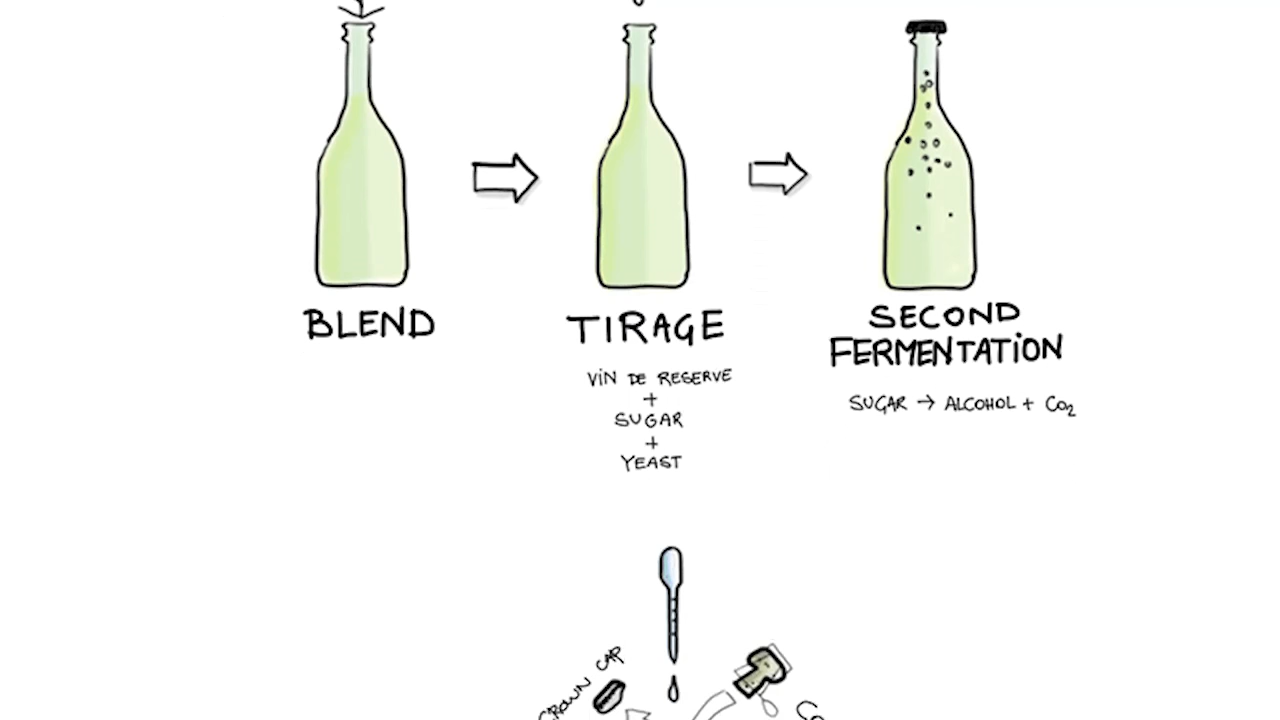 BLEND
TIRAGE
VIN DE RESERVE
+
SUGAR
+
YEAST
SECOND
FERMENTATION
SUGAR → ALCOHOL + CO2
CROWN CAP